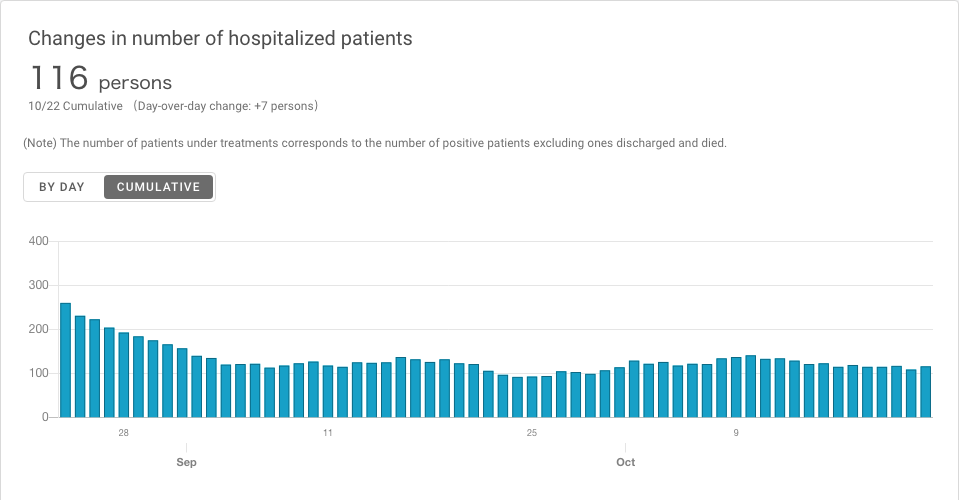 Changes in number of hospitalized patients
116 persons
10/22 Cumulative （Day-over-day change: +7 persons）
(Note) The number of patients under treatments corresponds to the number of positive patients excluding ones discharged and died.
BY DAY CUMULATIVE
400
300
200
100
0
28 11 25 9
Sep Oct